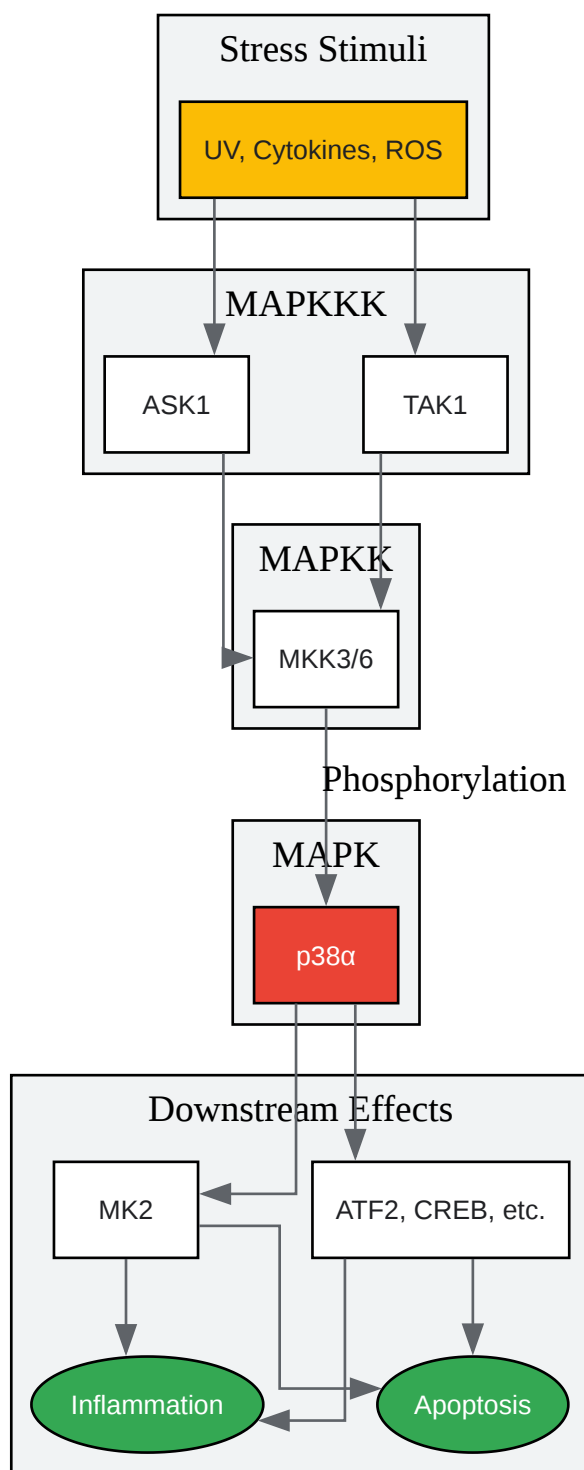 Stress Stimuli
UV, Cytokines, ROS
MAPKKK
ASK1
TAK1
MAPKK
MKK3/6
Phosphorylation
MAPK
p38α
Downstream Effects
MK2
ATF2, CREB, etc.
Inflammation
Apoptosis